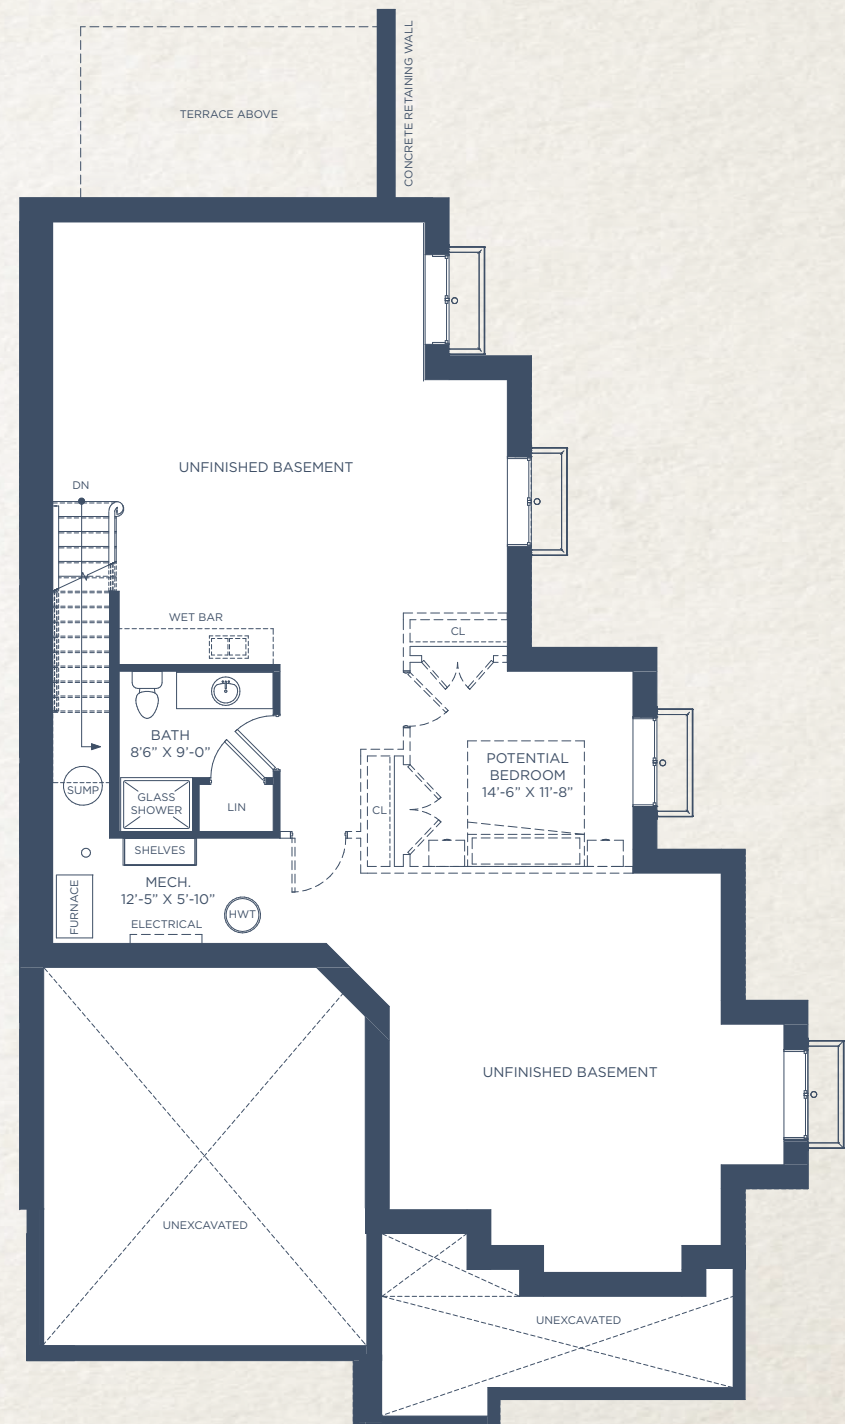 CONCRETE RETAINING WALL
TERRACE ABOVE
UNFINISHED BASEMENT
DN
WET BAR
CL
BATH
8'6" X 9'-0"
POTENTIAL
BEDROOM
14'-6" X 11'-8"
SUMP
GLASS
SHOWER
LIN
CL
SHELVES
MECH.
12'-5" X 5'-10"
FURNACE
HWT
ELECTRICAL
UNFINISHED BASEMENT
UNEXCAVATED
UNEXCAVATED